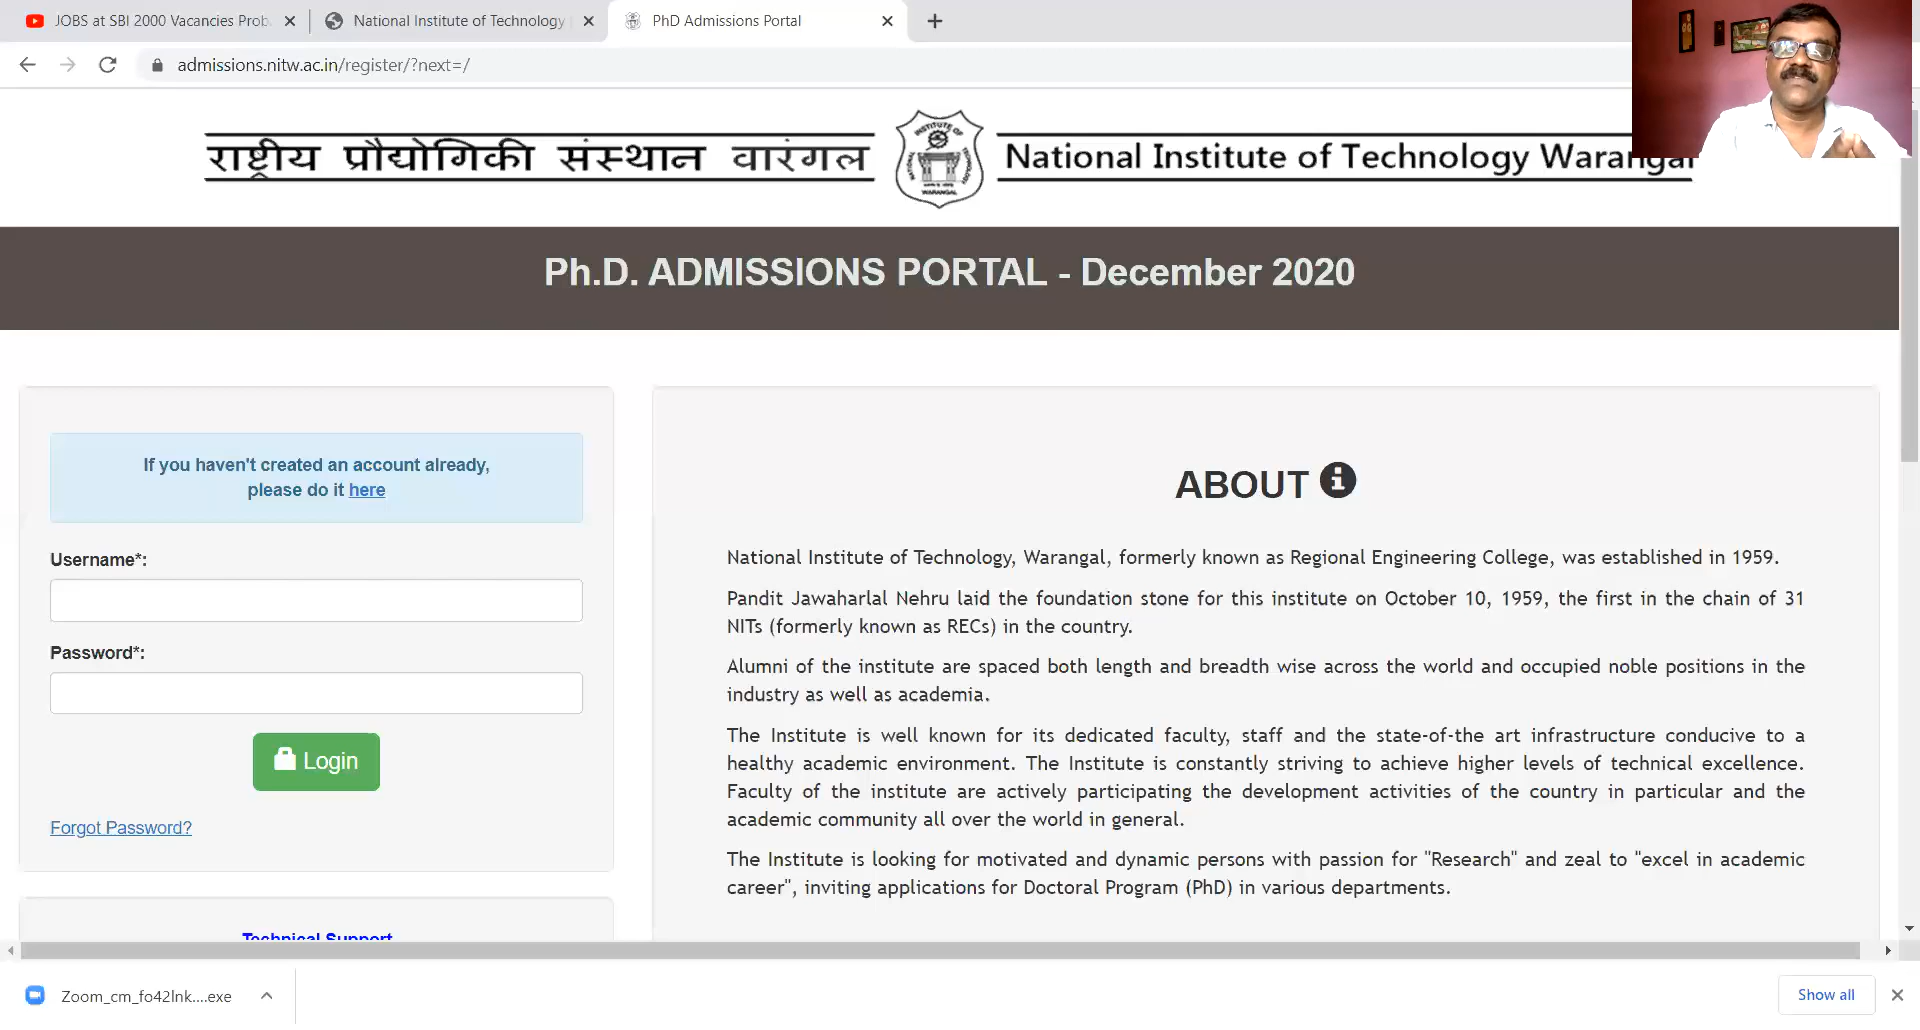 JOBS at SBI 2000 Vacancies Prob
National Institute of Technology
PhD Admissions Portal
admissions.nitw.ac.in/register/?next=/
राष्ट्रीय प्रौद्योगिकी संस्थान वारंगल
National Institute of Technology Warangal
Ph.D. ADMISSIONS PORTAL - December 2020
If you haven't created an account already,
please do it here
Username*:
Password*:
Login
Forgot Password?
Technical Support
ABOUT
National Institute of Technology, Warangal, formerly known as Regional Engineering College, was established in 1959.
Pandit Jawaharlal Nehru laid the foundation stone for this institute on October 10, 1959, the first in the chain of 31
NITs (formerly known as RECs) in the country.
Alumni of the institute are spaced both length and breadth wise across the world and occupied noble positions in the
industry as well as academia.
The Institute is well known for its dedicated faculty, staff and the state-of-the art infrastructure conducive to a
healthy academic environment. The Institute is constantly striving to achieve higher levels of technical excellence.
Faculty of the institute are actively participating the development activities of the country in particular and the
academic community all over the world in general.
The Institute is looking for motivated and dynamic persons with passion for "Research" and zeal to "excel in academic
career", inviting applications for Doctoral Program (PhD) in various departments.
Zoom_cm_fo42lnk....exe
Show all